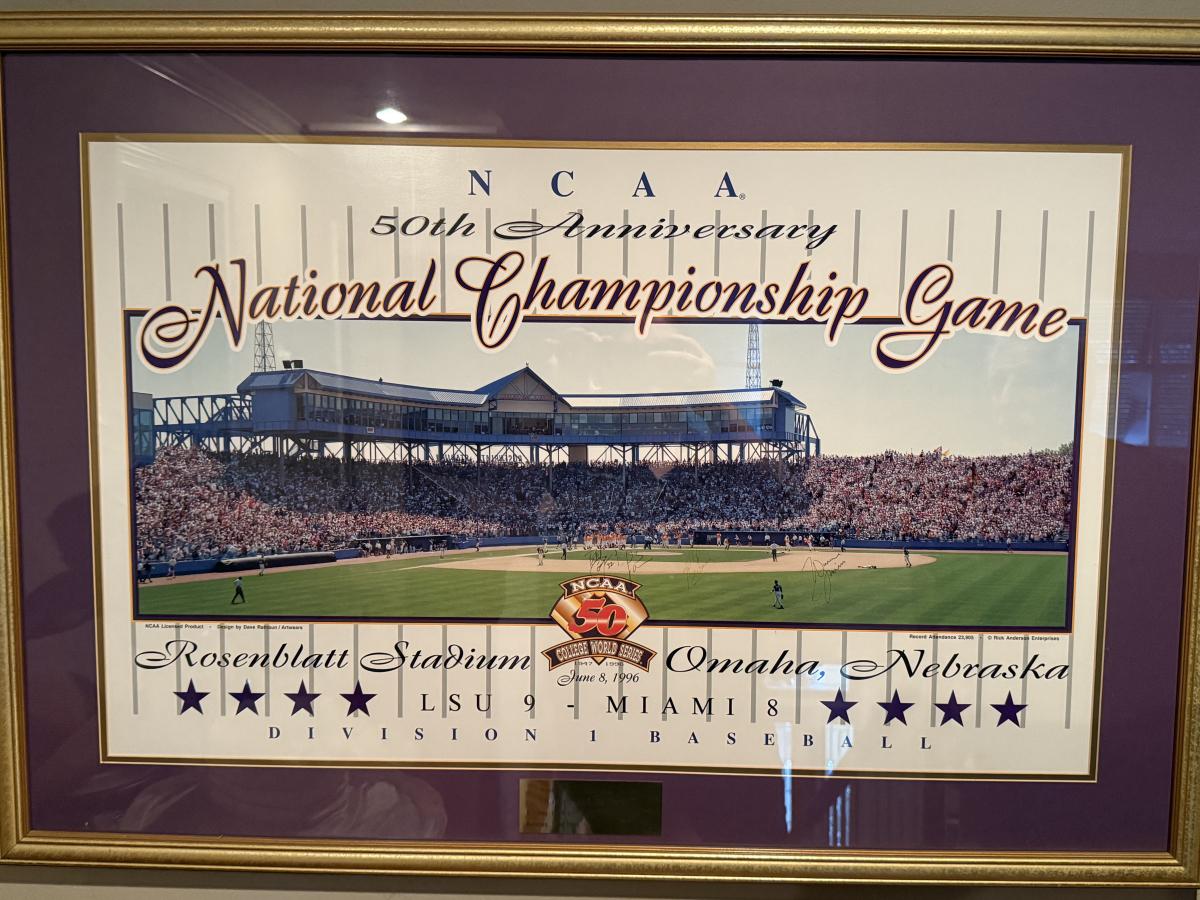 NCAA®
50th Anniversary
National Championship Game
NCAA Licensed Product • Design by Dave Rathbun / Artwears
Record Attendance 23,905 • © Rick Anderson Enterprises
NCAA
50
COLLEGE WORLD SERIES
1947 1996
Rosenblatt Stadium Omaha, Nebraska
June 8, 1996
LSU 9 - MIAMI 8
DIVISION 1 BASEBALL